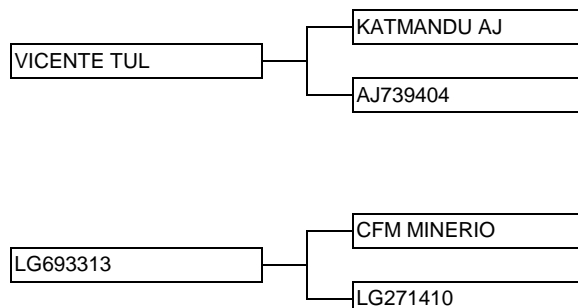 KATMANDU AJ
VICENTE TUL
AJ739404
CFM MINERIO
LG693313
LG271410